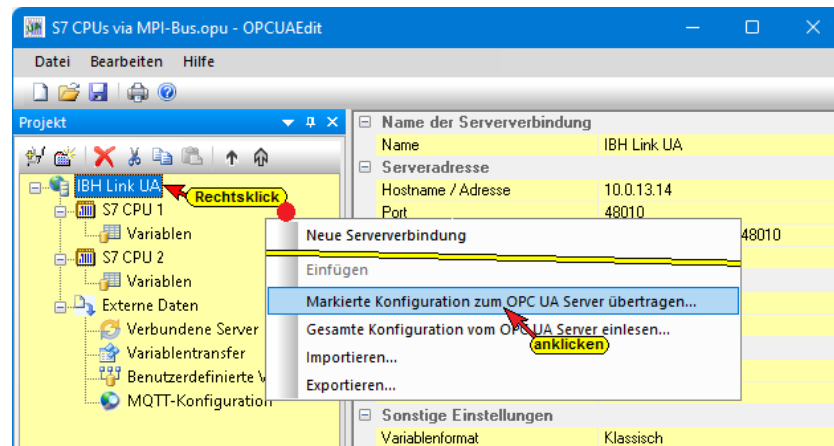 S7 CPUs via MPI-Bus.opu - OPCUAEdit
Datei Bearbeiten Hilfe
Projekt
IBH Link UA
Rechtsklick
S7 CPU 1
Variablen
S7 CPU 2
Variablen
Externe Daten
Verbundene Server
Variablentransfer
Benutzerdefinierte
MQTT-Konfiguration
Name der Serververbindung
Name IBH Link UA
Serveradresse
Hostname / Adresse 10.0.13.14
Port 48010
48010
Neue Serververbindung
Einfügen
Markierte Konfiguration zum OPC UA Server übertragen...
Gesamte Konfiguration vom OPC UA Server einlesen...
anklicken
Importieren...
Exportieren...
Sonstige Einstellungen
Variablenformat Klassisch